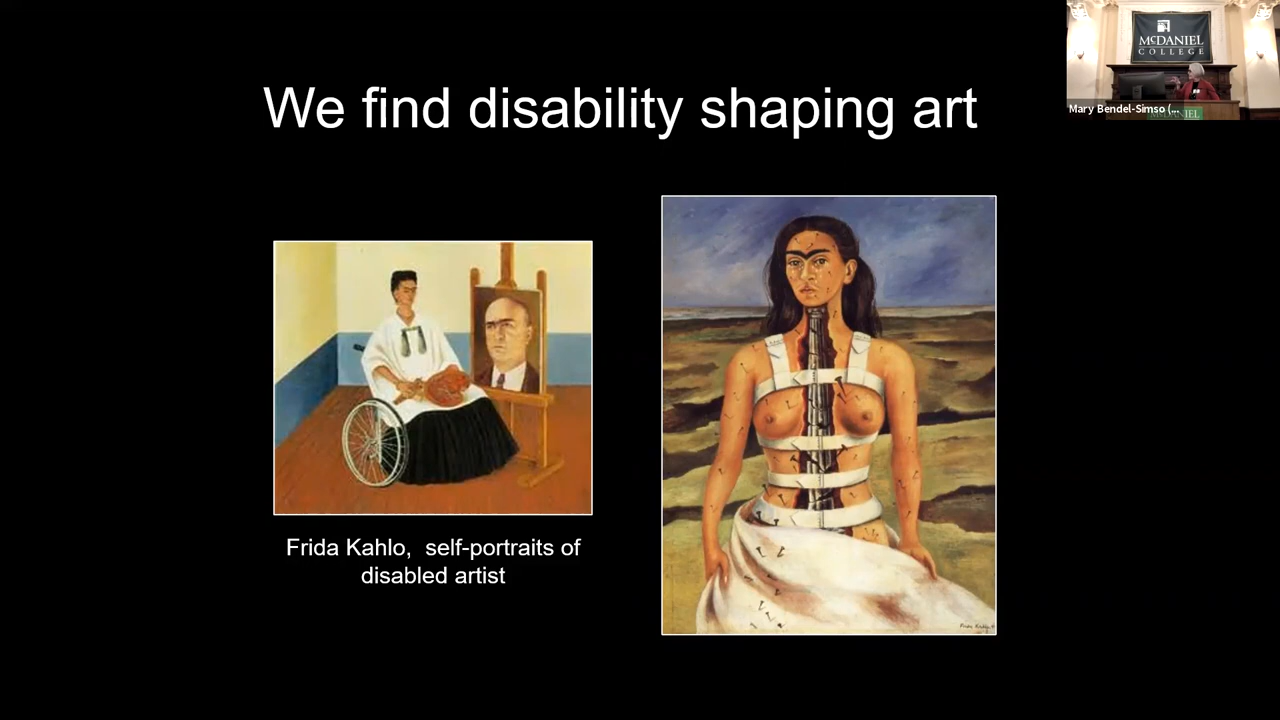 We find disability shaping art
McDANIEL
COLLEGE
Mary Bendel-Simso (...
Frida Kahlo,  self-portraits of
disabled artist